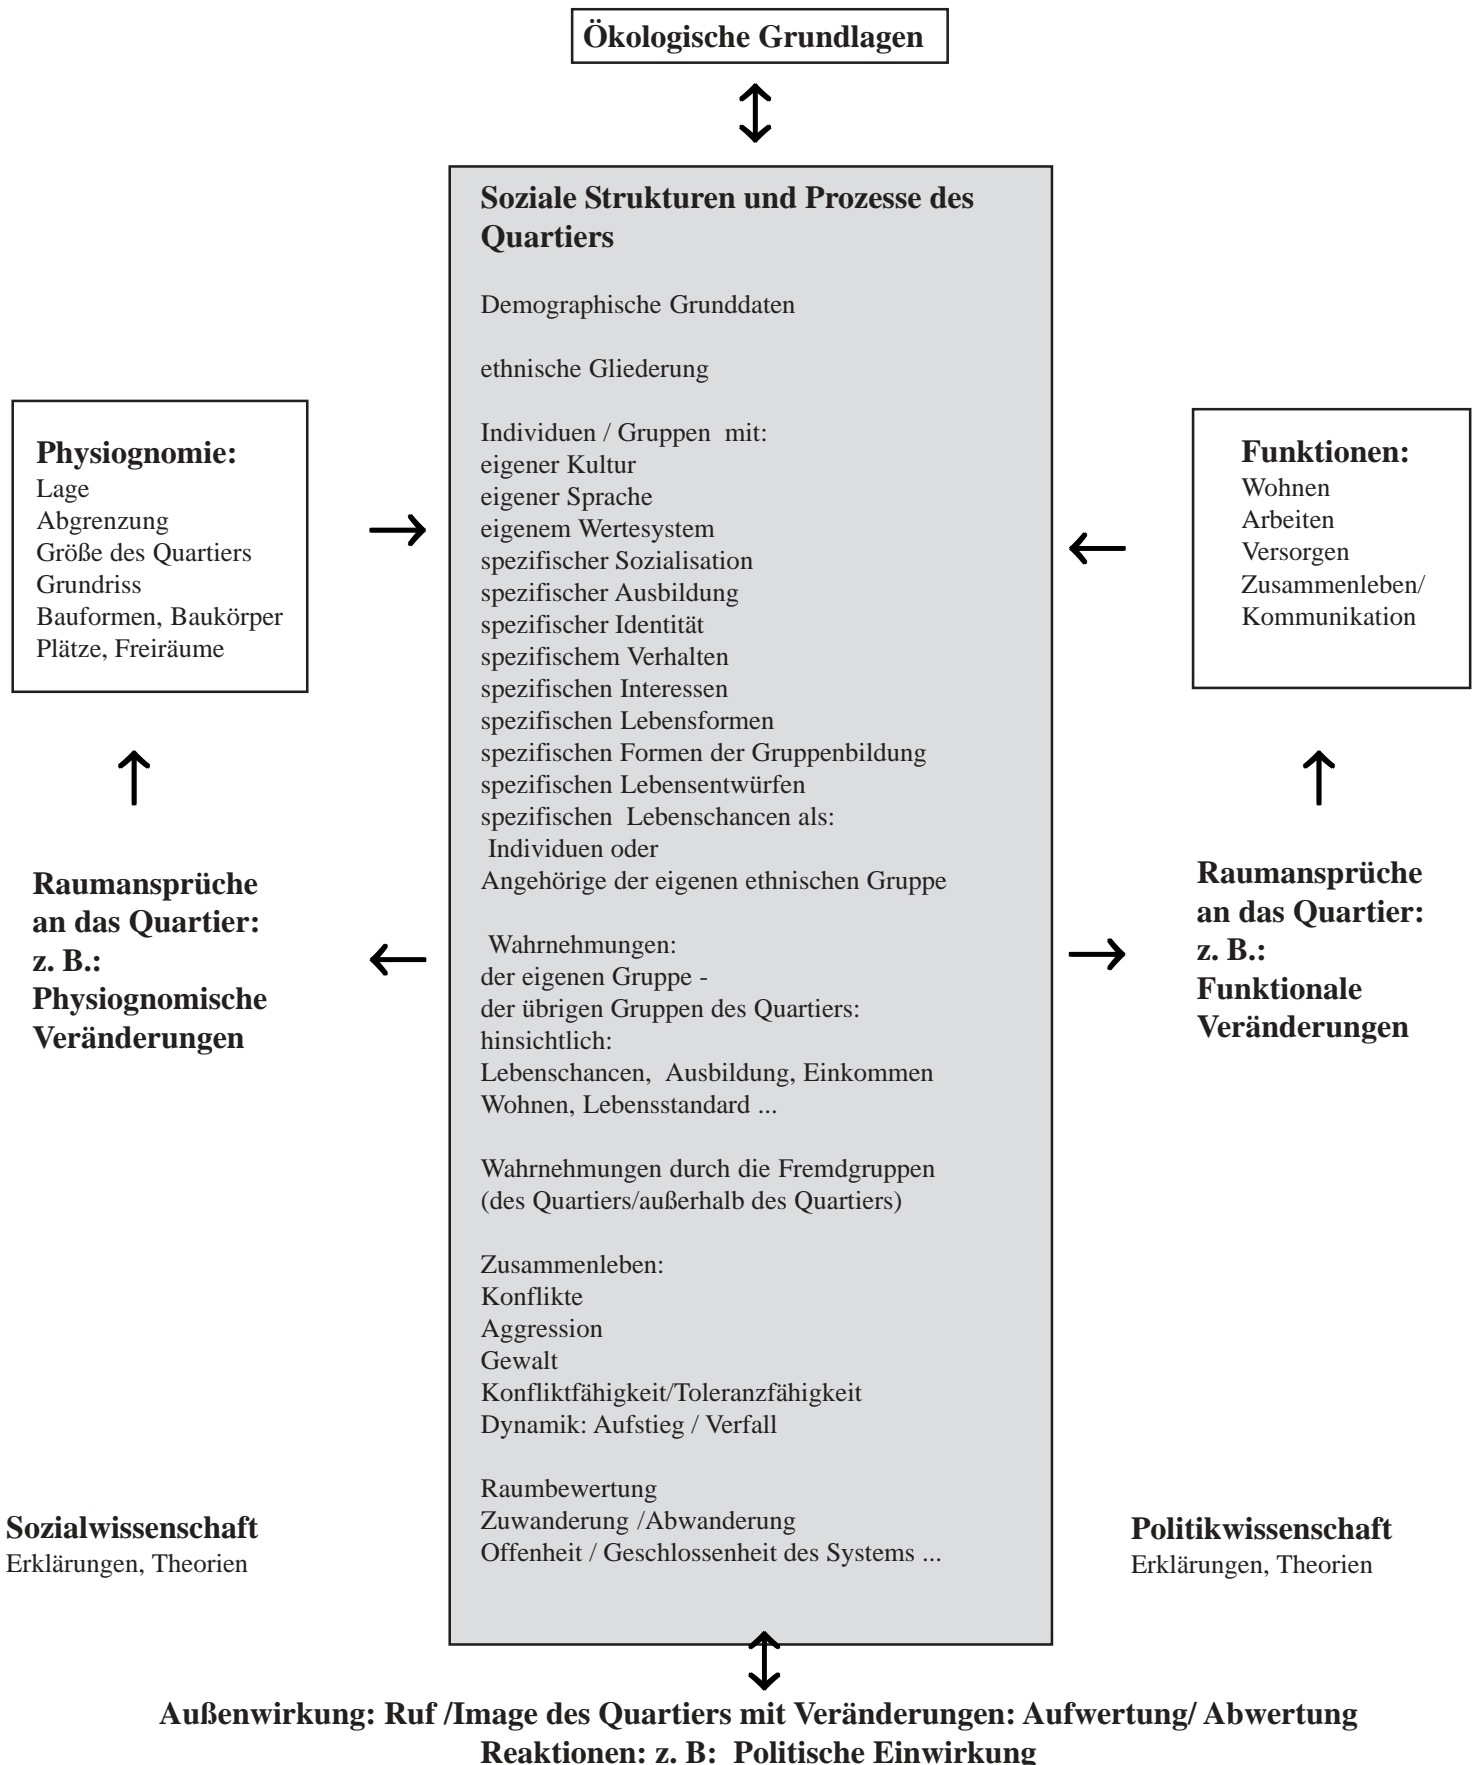 Ökologische Grundlagen
Soziale Strukturen und Prozesse des
Quartiers
Demographische Grunddaten
ethnische Gliederung
Individuen / Gruppen mit:
eigener Kultur
eigener Sprache
eigenem Wertesystem
spezifischer Sozialisation
spezifischer Ausbildung
spezifischer Identität
spezifischem Verhalten
spezifischen Interessen
spezifischen Lebensformen
spezifischen Formen der Gruppenbildung
spezifischen Lebensentwürfen
spezifischen Lebenschancen als:
Individuen oder
Angehörige der eigenen ethnischen Gruppe
Wahrnehmungen:
der eigenen Gruppe -
der übrigen Gruppen des Quartiers:
hinsichtlich:
Lebenschancen, Ausbildung, Einkommen
Wohnen, Lebensstandard ...
Wahrnehmungen durch die Fremdgruppen
(des Quartiers/außerhalb des Quartiers)
Zusammenleben:
Konflikte
Aggression
Gewalt
Konfliktfähigkeit/Toleranzfähigkeit
Dynamik: Aufstieg / Verfall
Raumbewertung
Zuwanderung /Abwanderung
Offenheit / Geschlossenheit des Systems ...
Physiognomie:
Lage
Abgrenzung
Größe des Quartiers
Grundriss
Bauformen, Baukörper
Plätze, Freiräume
Raumansprüche
an das Quartier:
z. B.:
Physiognomische
Veränderungen
Funktionen:
Wohnen
Arbeiten
Versorgen
Zusammenleben/
Kommunikation
Raumansprüche
an das Quartier:
z. B.:
Funktionale
Veränderungen
Sozialwissenschaft
Erklärungen, Theorien
Politikwissenschaft
Erklärungen, Theorien
Außenwirkung: Ruf /Image des Quartiers mit Veränderungen: Aufwertung/ Abwertung
Reaktionen: z. B: Politische Einwirkung